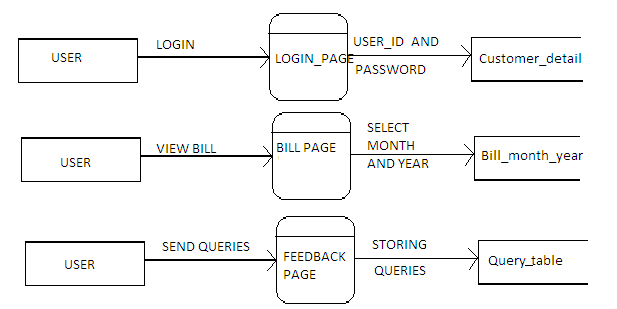 USER
LOGIN
LOGIN_PAGE
USER_ID AND
PASSWORD
Customer_detail
USER
VIEW BILL
BILL PAGE
SELECT
MONTH
AND YEAR
Bill_month_year
USER
SEND QUERIES
FEEDBACK
PAGE
STORING
QUERIES
Query_table